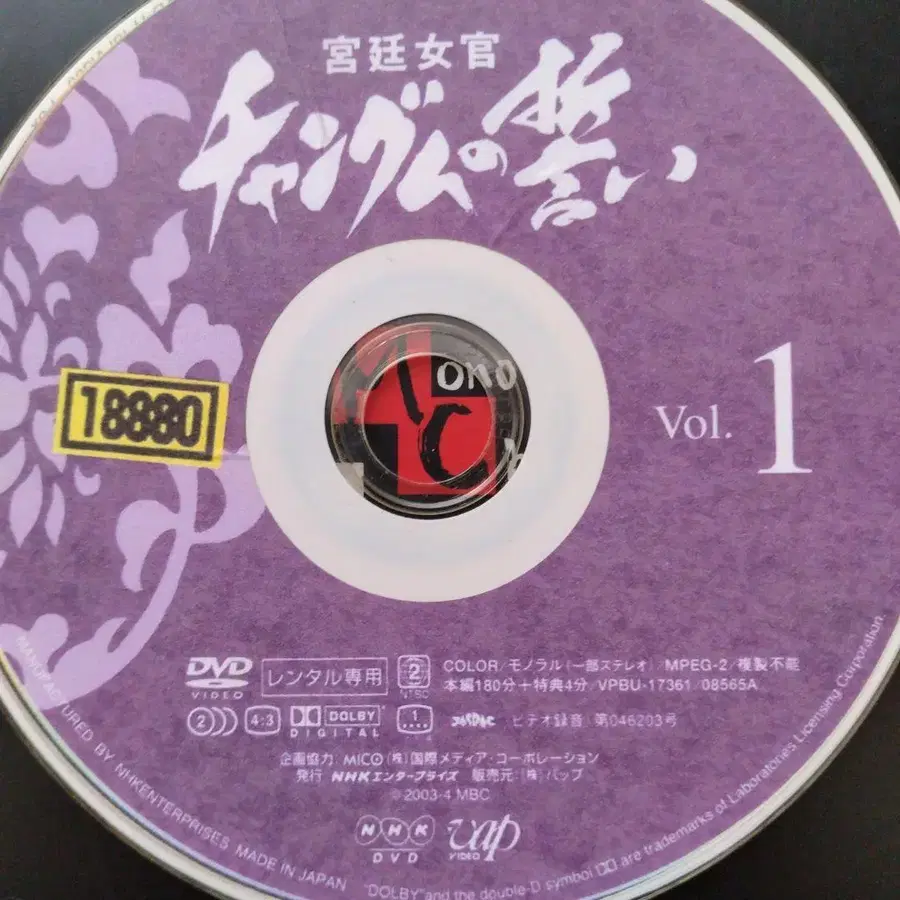 宮廷女官
チャングムの誓い
18880
ono
Vol. 1
DVD
VIDEO
レンタル専用
2
NTSC
COLOR/モノラル(一部ステレオ)/MPEG-2/複製不能
本編180分+特典4分/VPBU-17361/08565A
2
4:3
DOLBY
DIGITAL
1
JASRAC
ビデオ録音 第046203号
企画協力 MICO (株)国際メディア・コーポレーション
発行 NHKエンタープライズ 販売元:(株)バップ
©2003-4 MBC
NHK
DVD
vap
VIDEO
MANUFACTURED BY NHKENTERPRISES MADE IN JAPAN "DOLBY" and the double-D symbol are trademarks of Laboratories Licensing Corporation.